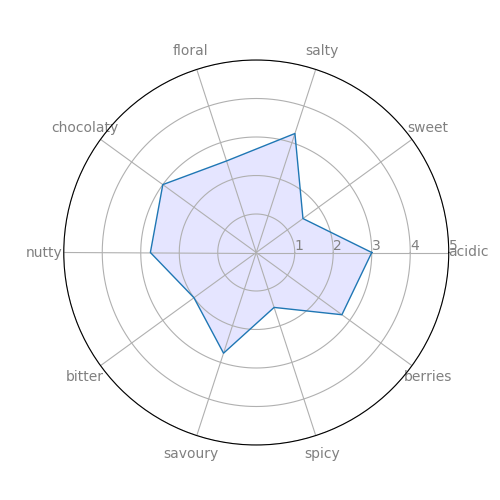 floral
salty
chocolaty
sweet
nutty
1
2
3
4
5
acidic
bitter
berries
savoury
spicy